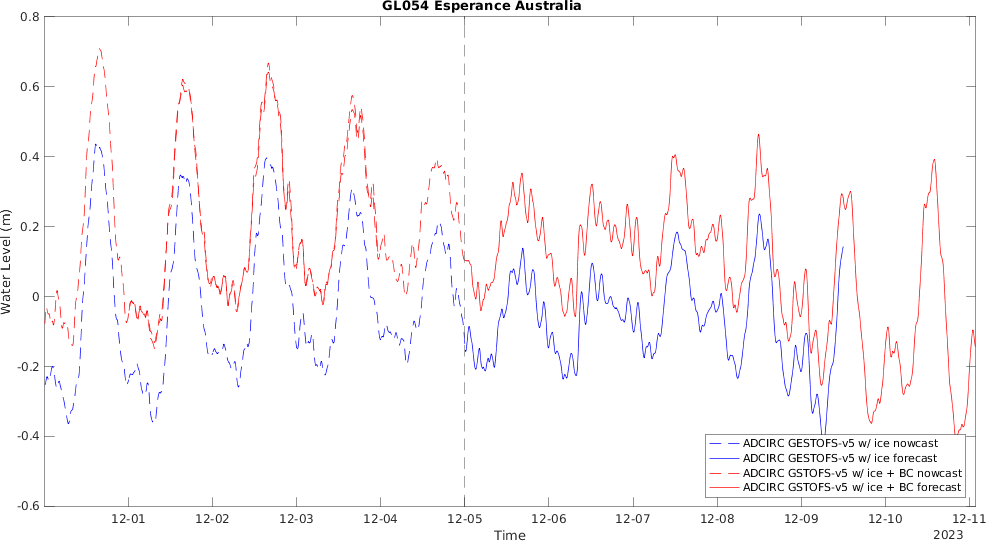 GL054 Esperance Australia
Water Level (m)
0.8
0.6
0.4
0.2
0
-0.2
-0.4
-0.6
12-01 12-02 12-03 12-04 12-05 12-06 12-07 12-08 12-09 12-10 12-11
Time
2023
ADCIRC GESTOFS-v5 w/ ice nowcast
ADCIRC GESTOFS-v5 w/ ice forecast
ADCIRC GSTOFS-v5 w/ ice + BC nowcast
ADCIRC GSTOFS-v5 w/ ice + BC forecast